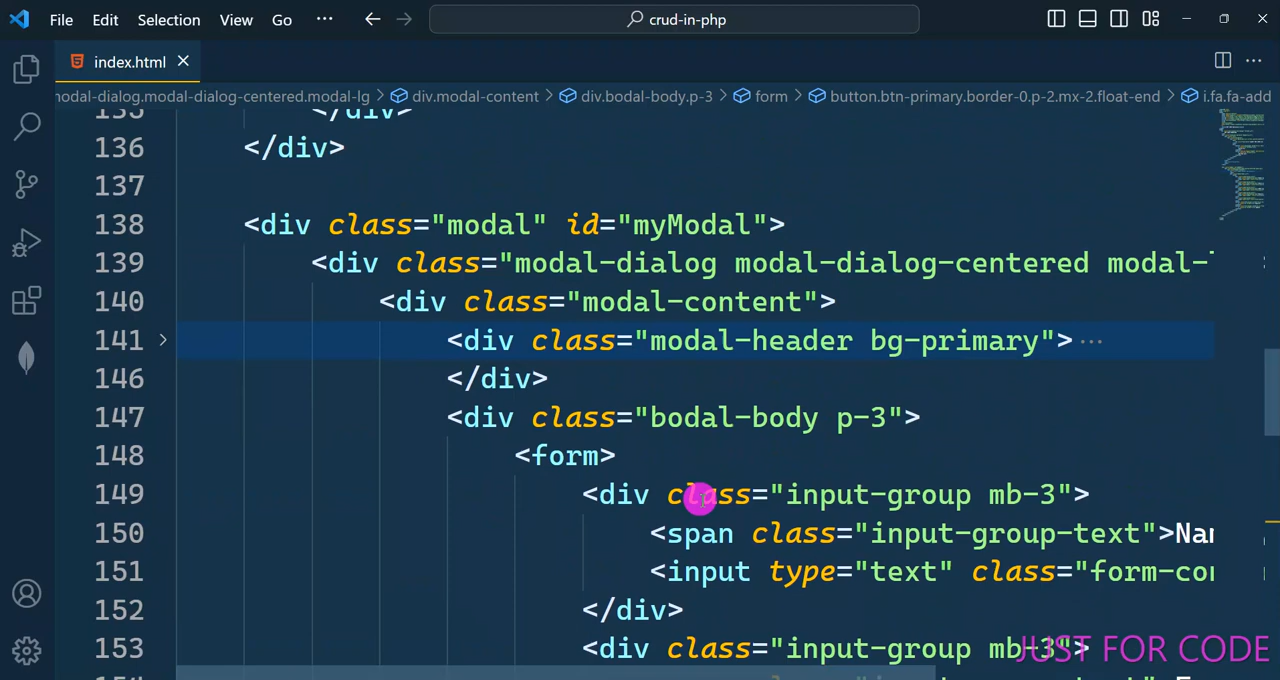 File Edit Selection View Go ··· crud-in-php
index.html
modal-dialog.modal-dialog-centered.modal-lg > div.modal-content > div.bodal-body.p-3 > form > button.btn-primary.border-0.p-2.mx-2.float-end > i.fa.fa-add
135 </div>
136 </div>
137
138 <div class="modal" id="myModal">
139 <div class="modal-dialog modal-dialog-centered modal-
140 <div class="modal-content">
141 <div class="modal-header bg-primary">···
146 </div>
147 <div class="bodal-body p-3">
148 <form>
149 <div class="input-group mb-3">
150 <span class="input-group-text">
151 <input type="text" class="form-
152 </div>
153 <div class="input-group mb-3">
JUST FOR CODE